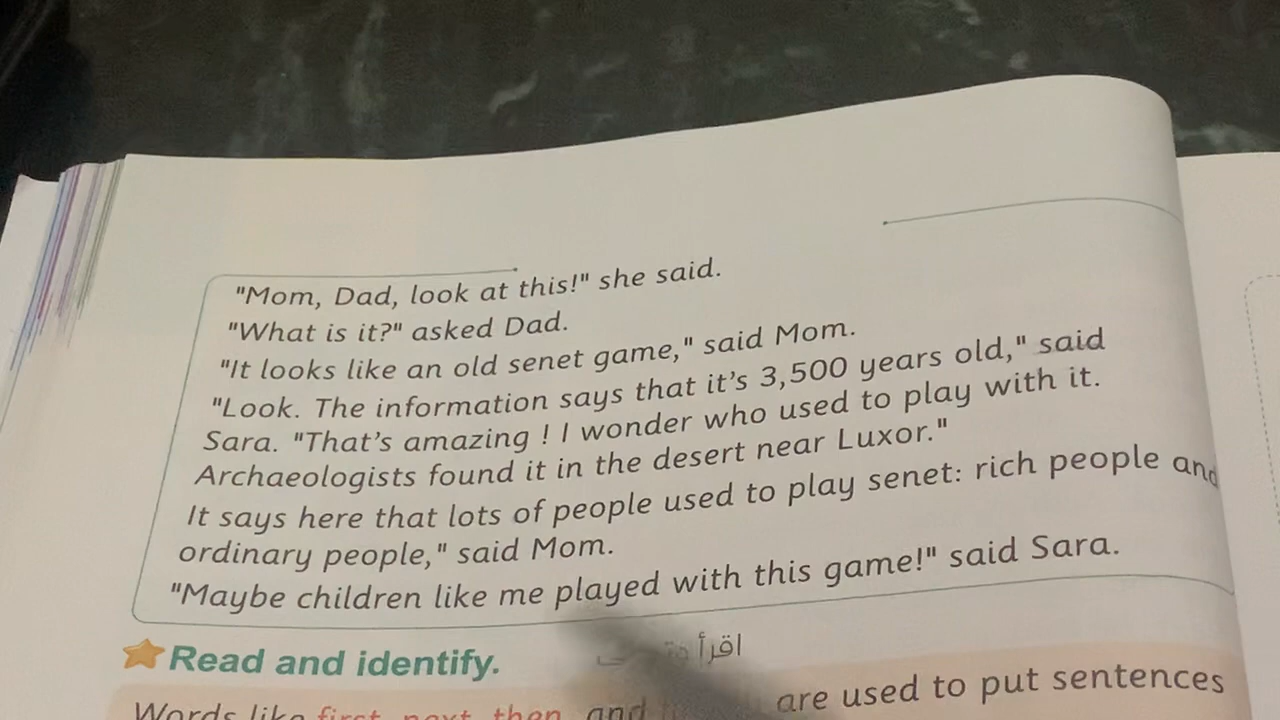 "Mom, Dad, look at this!" she said.
"What is it?" asked Dad.
"It looks like an old senet game," said Mom.
"Look. The information says that it's 3,500 years old," said
Sara. "That's amazing ! I wonder who used to play with it.
Archaeologists found it in the desert near Luxor."
It says here that lots of people used to play senet: rich people and
ordinary people," said Mom.
"Maybe children like me played with this game!" said Sara.
Read and identify.
اقرأ
Words like first, next, then, and are used to put sentences